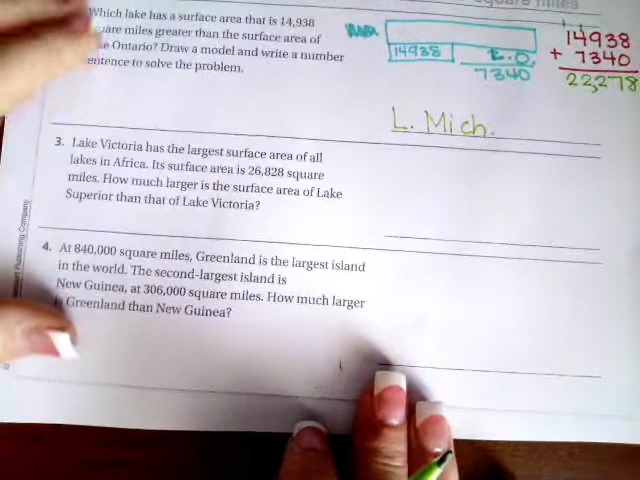 square miles
Which lake has a surface area that is 14,938
square miles greater than the surface area of
Ontario? Draw a model and write a number
sentence to solve the problem.
14938
L.O.
7340
14938
+ 7340
22,278
L. Mich.
3. Lake Victoria has the largest surface area of all
lakes in Africa. Its surface area is 26,828 square
miles. How much larger is the surface area of Lake
Superior than that of Lake Victoria?
4. At 840,000 square miles, Greenland is the largest island
in the world. The second-largest island is
New Guinea, at 306,000 square miles. How much larger
is Greenland than New Guinea?
Publishing Company